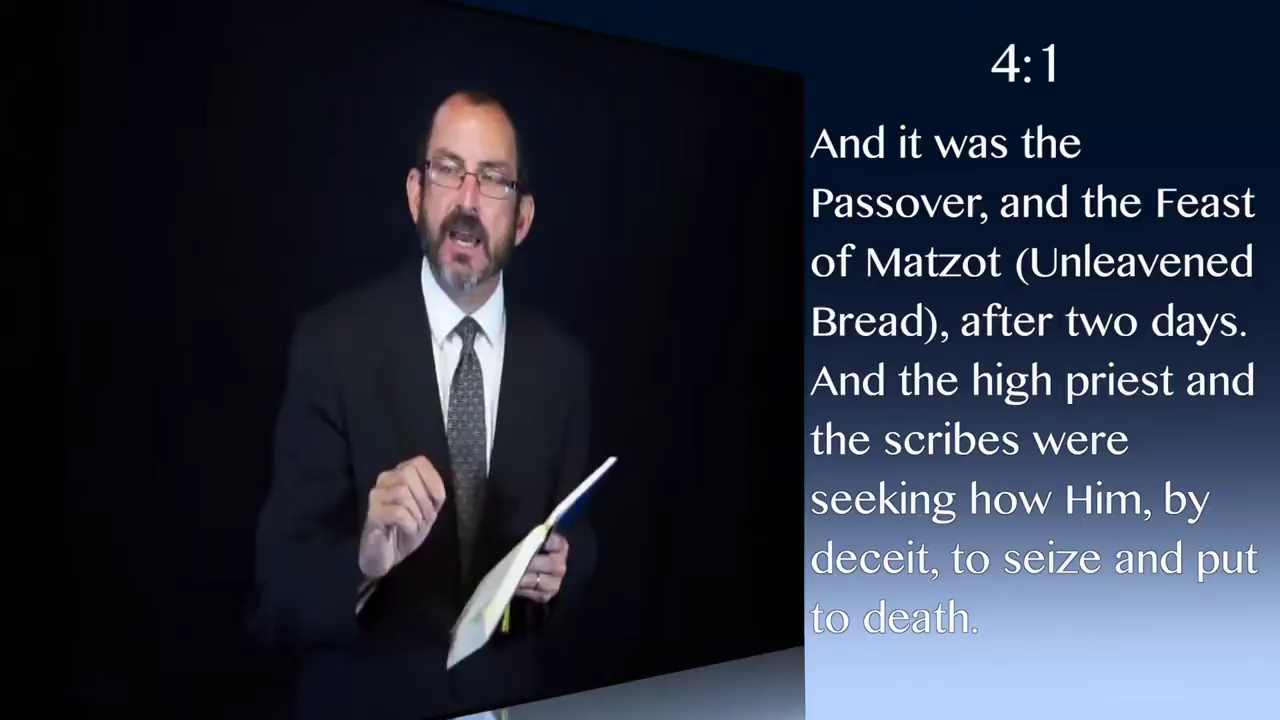 4:1
And it was the
Passover, and the Feast
of Matzot (Unleavened
Bread), after two days.
And the high priest and
the scribes were
seeking how Him, by
deceit, to seize and put
to death.